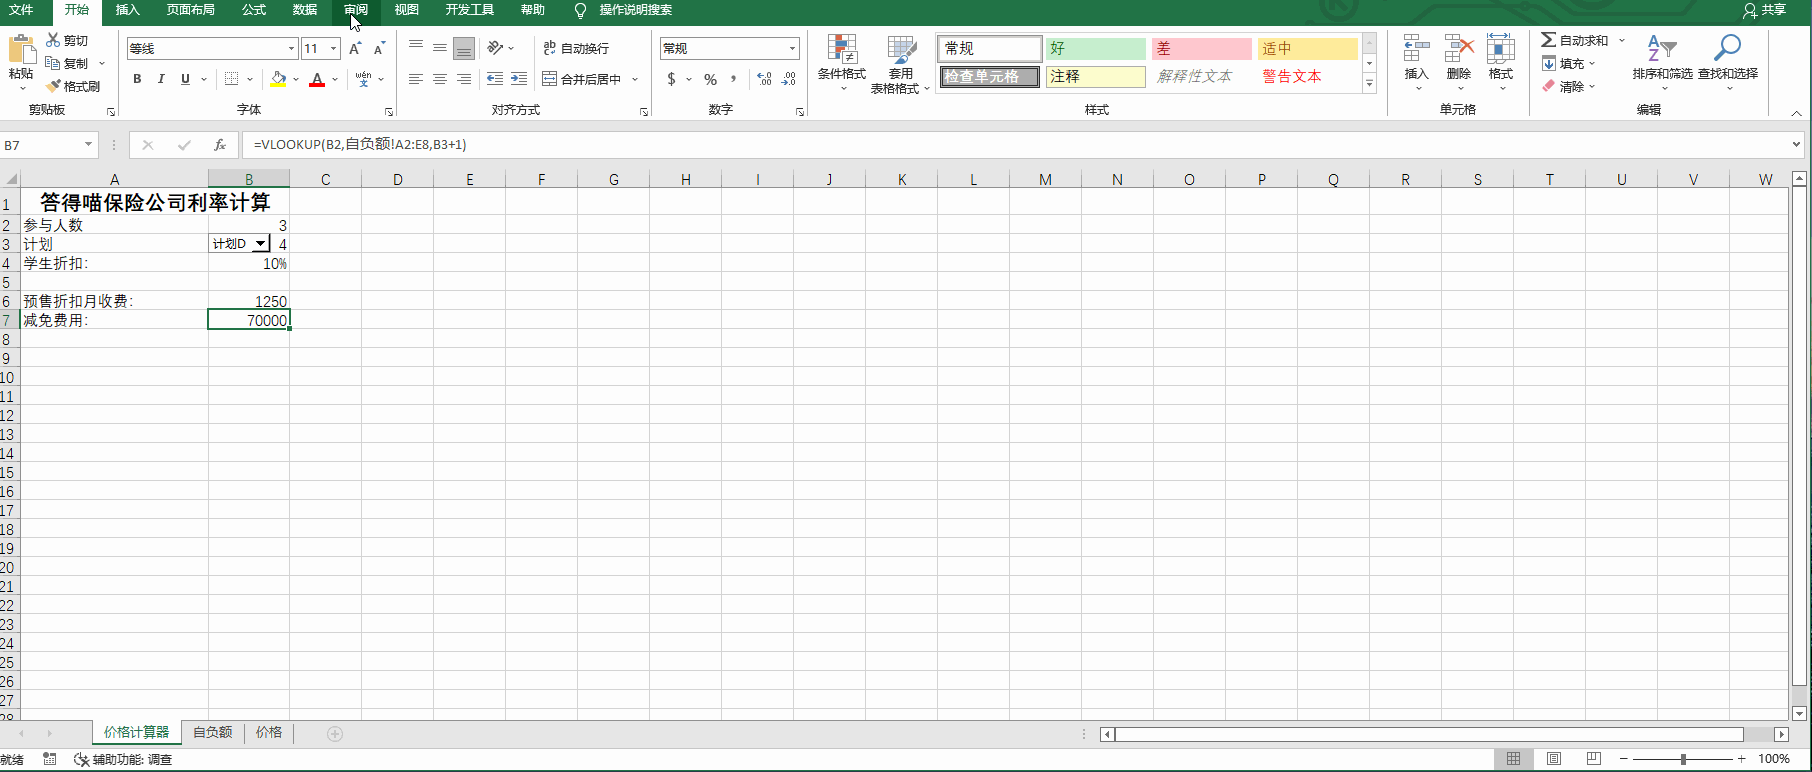 文件 开始 插入 页面布局 公式 数据 审阅 视图 开发工具 帮助 操作说明搜索 共享
粘贴 剪切 复制 格式刷 剪贴板
等线 11 A A B I U A wén 文 字体
ab 自动换行 合并后居中 对齐方式
常规 $ % , .00 .0 数字
条件格式 套用 表格格式
常规 好 差 适中
检查单元格 注释 解释性文本 警告文本
样式
插入 删除 格式 单元格
自动求和 填充 清除 排序和筛选 查找和选择 编辑
B7 fx =VLOOKUP(B2,自负额!A2:E8,B3+1)
A B C D E F G H I J K L M N O P Q R S T U V W
1 答得喵保险公司利率计算
2 参与人数 3
3 计划 计划D 4
4 学生折扣: 10%
5
6 预售折扣月收费: 1250
7 减免费用: 70000
8
9
10
11
12
13
14
15
16
17
18
19
20
21
22
23
24
25
26
27
28
价格计算器 自负额 价格
就绪 辅助功能: 调查 100%